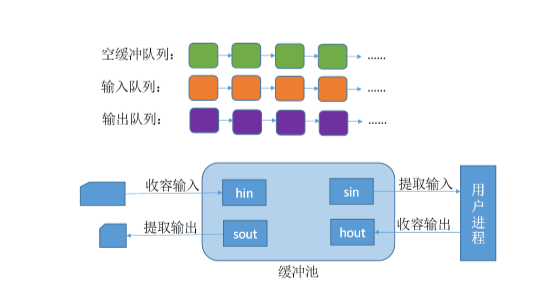 空缓冲队列： ......
输入队列： ......
输出队列： ......
收容输入 hin sin 提取输入
提取输出 sout hout 收容输出
用户进程
缓冲池